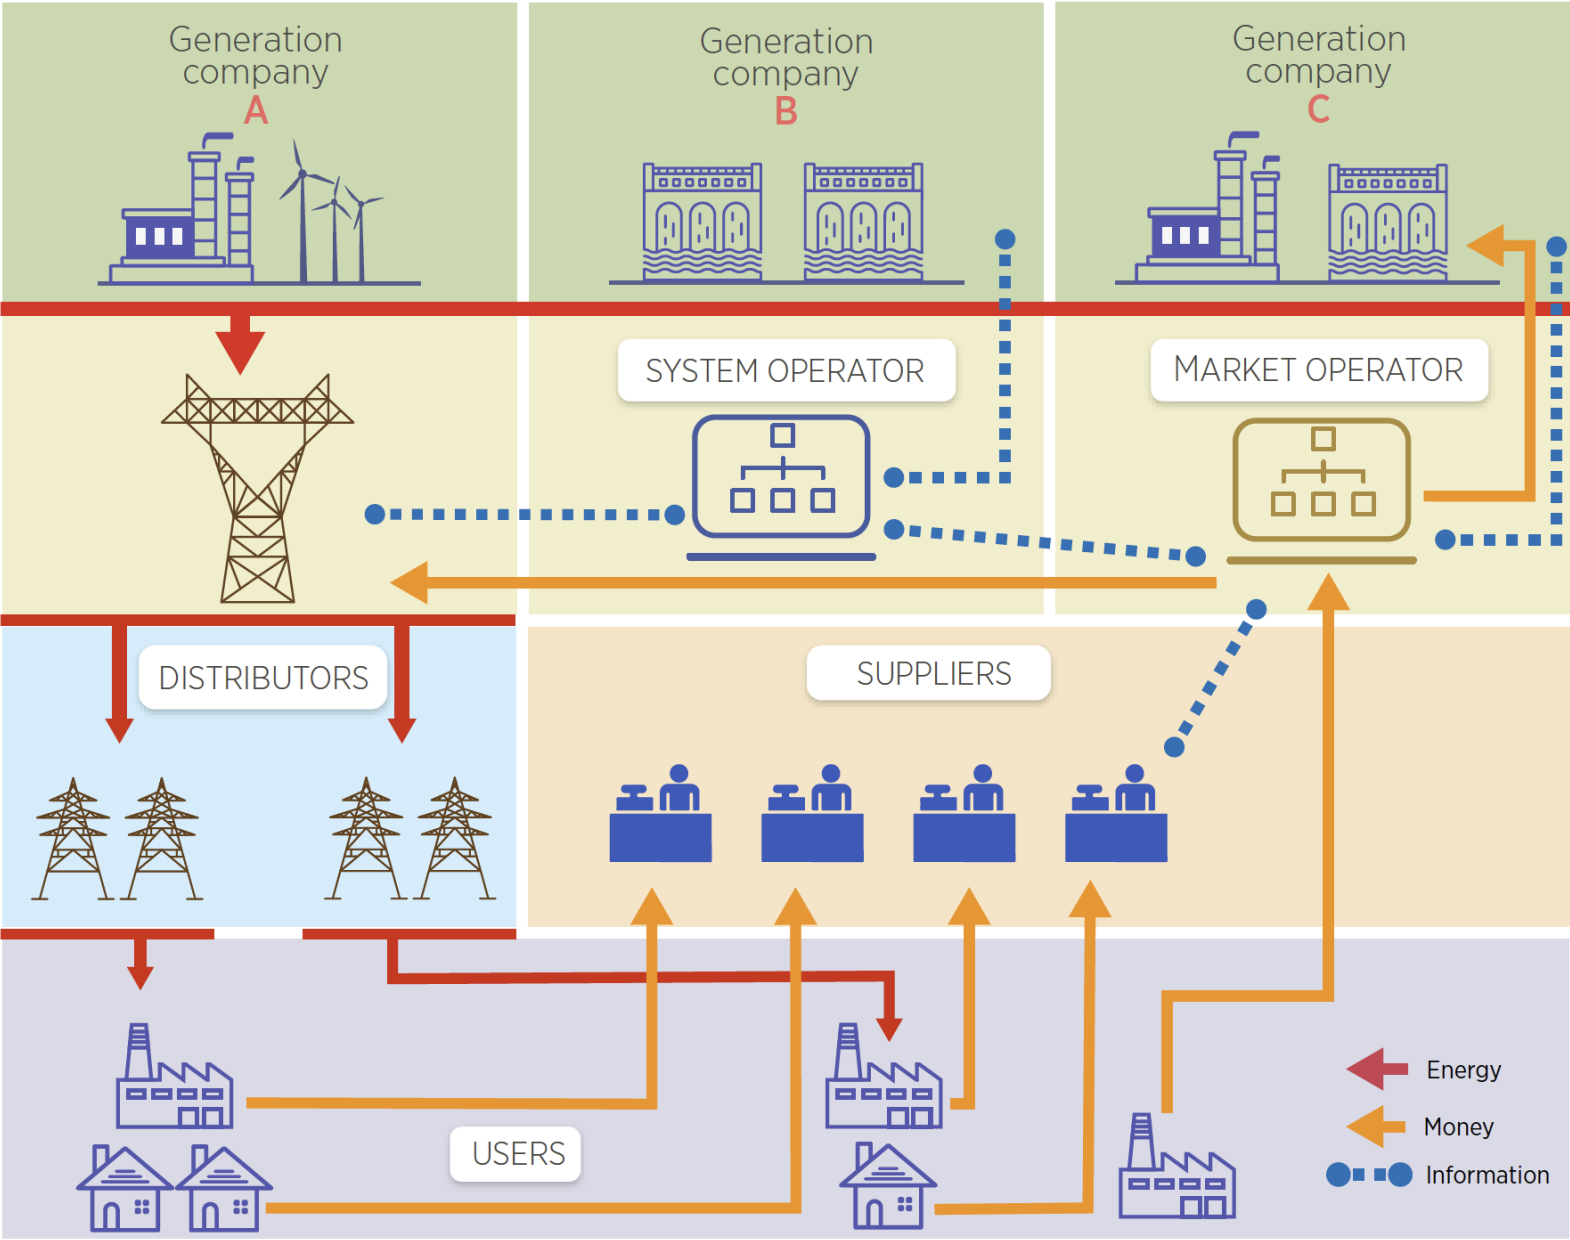 Generation
company
A
Generation
company
B
Generation
company
C
SYSTEM OPERATOR
MARKET OPERATOR
DISTRIBUTORS
SUPPLIERS
USERS
Energy
Money
Information